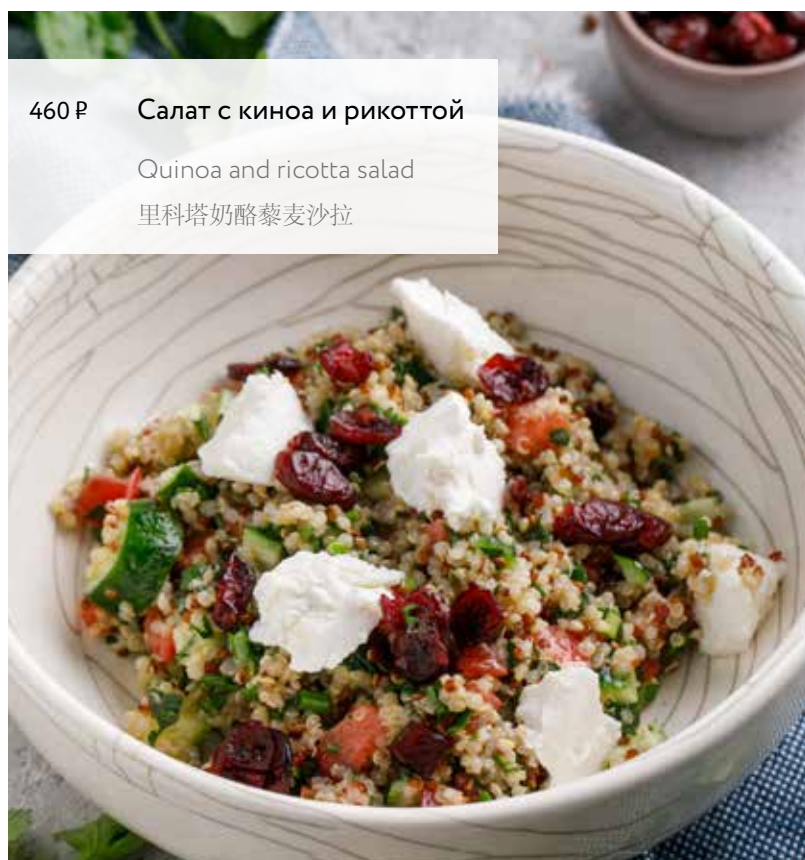 460 ₽ Салат с киноа и рикоттой
Quinoa and ricotta salad
里科塔奶酪藜麦沙拉